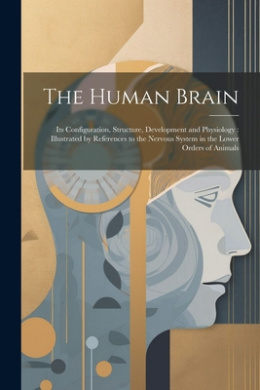 The Human Brain
Its Configuration, Structure, Development and Physiology :
Illustrated by References to the Nervous System in the Lower
Orders of Animals